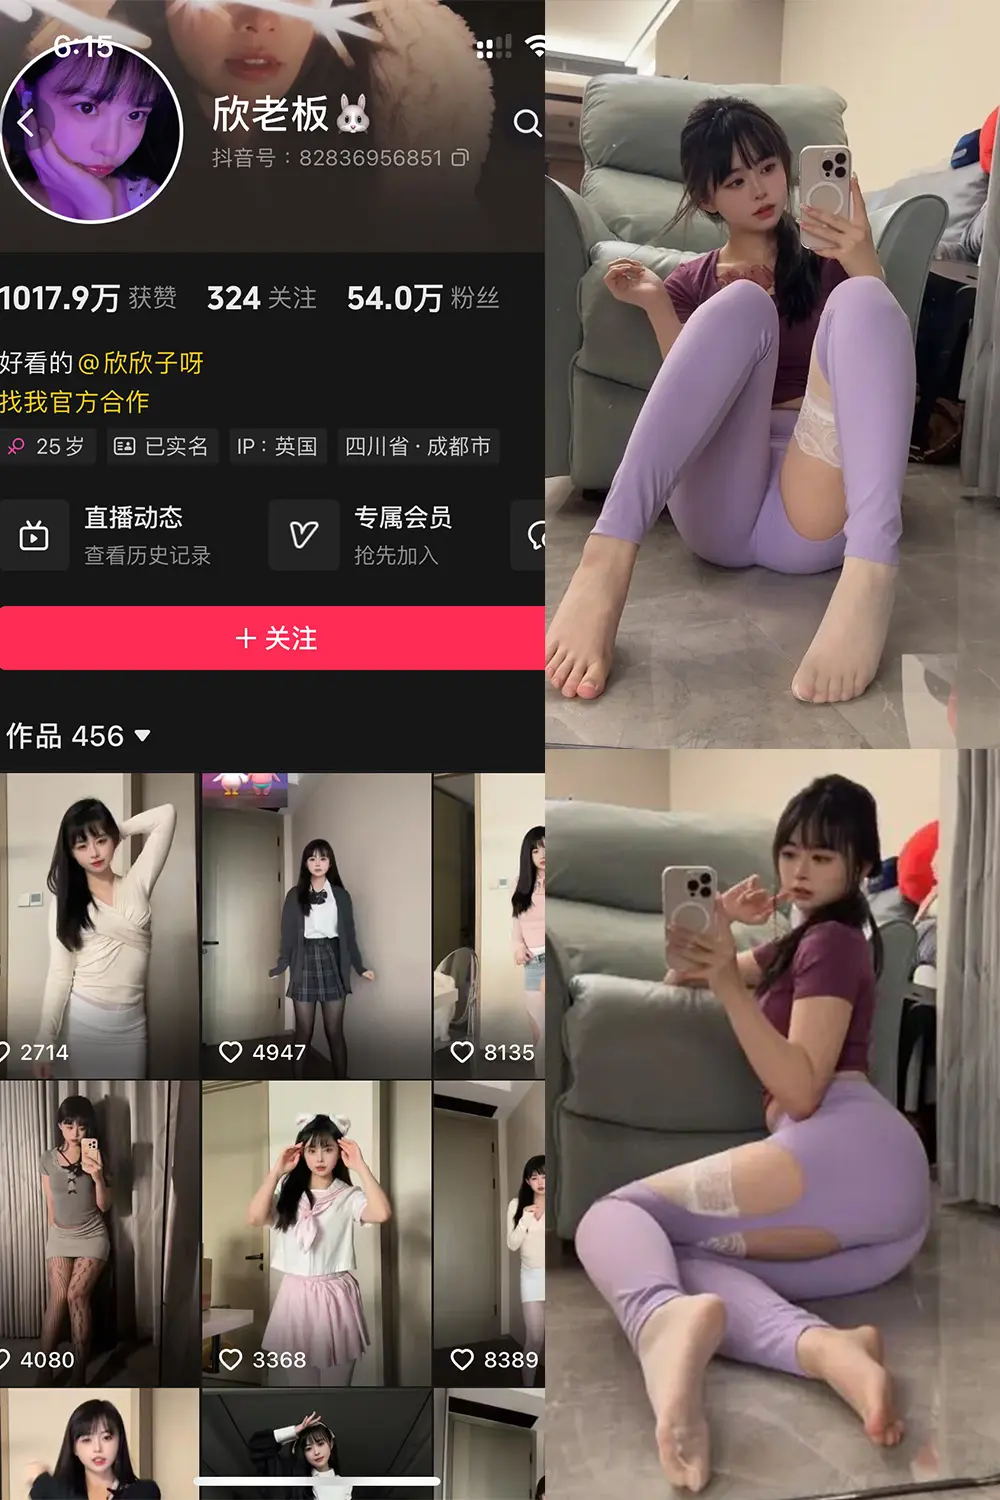 6:15
欣老板🐰
抖音号：82836956851
1017.9万 获赞 324 关注 54.0万 粉丝
好看的@欣欣子呀
找我官方合作
25岁 已实名 IP：英国 四川省·成都市
直播动态 专属会员
查看历史记录 抢先加入
+ 关注
作品 456
2714 4947 8135
4080 3368 8389